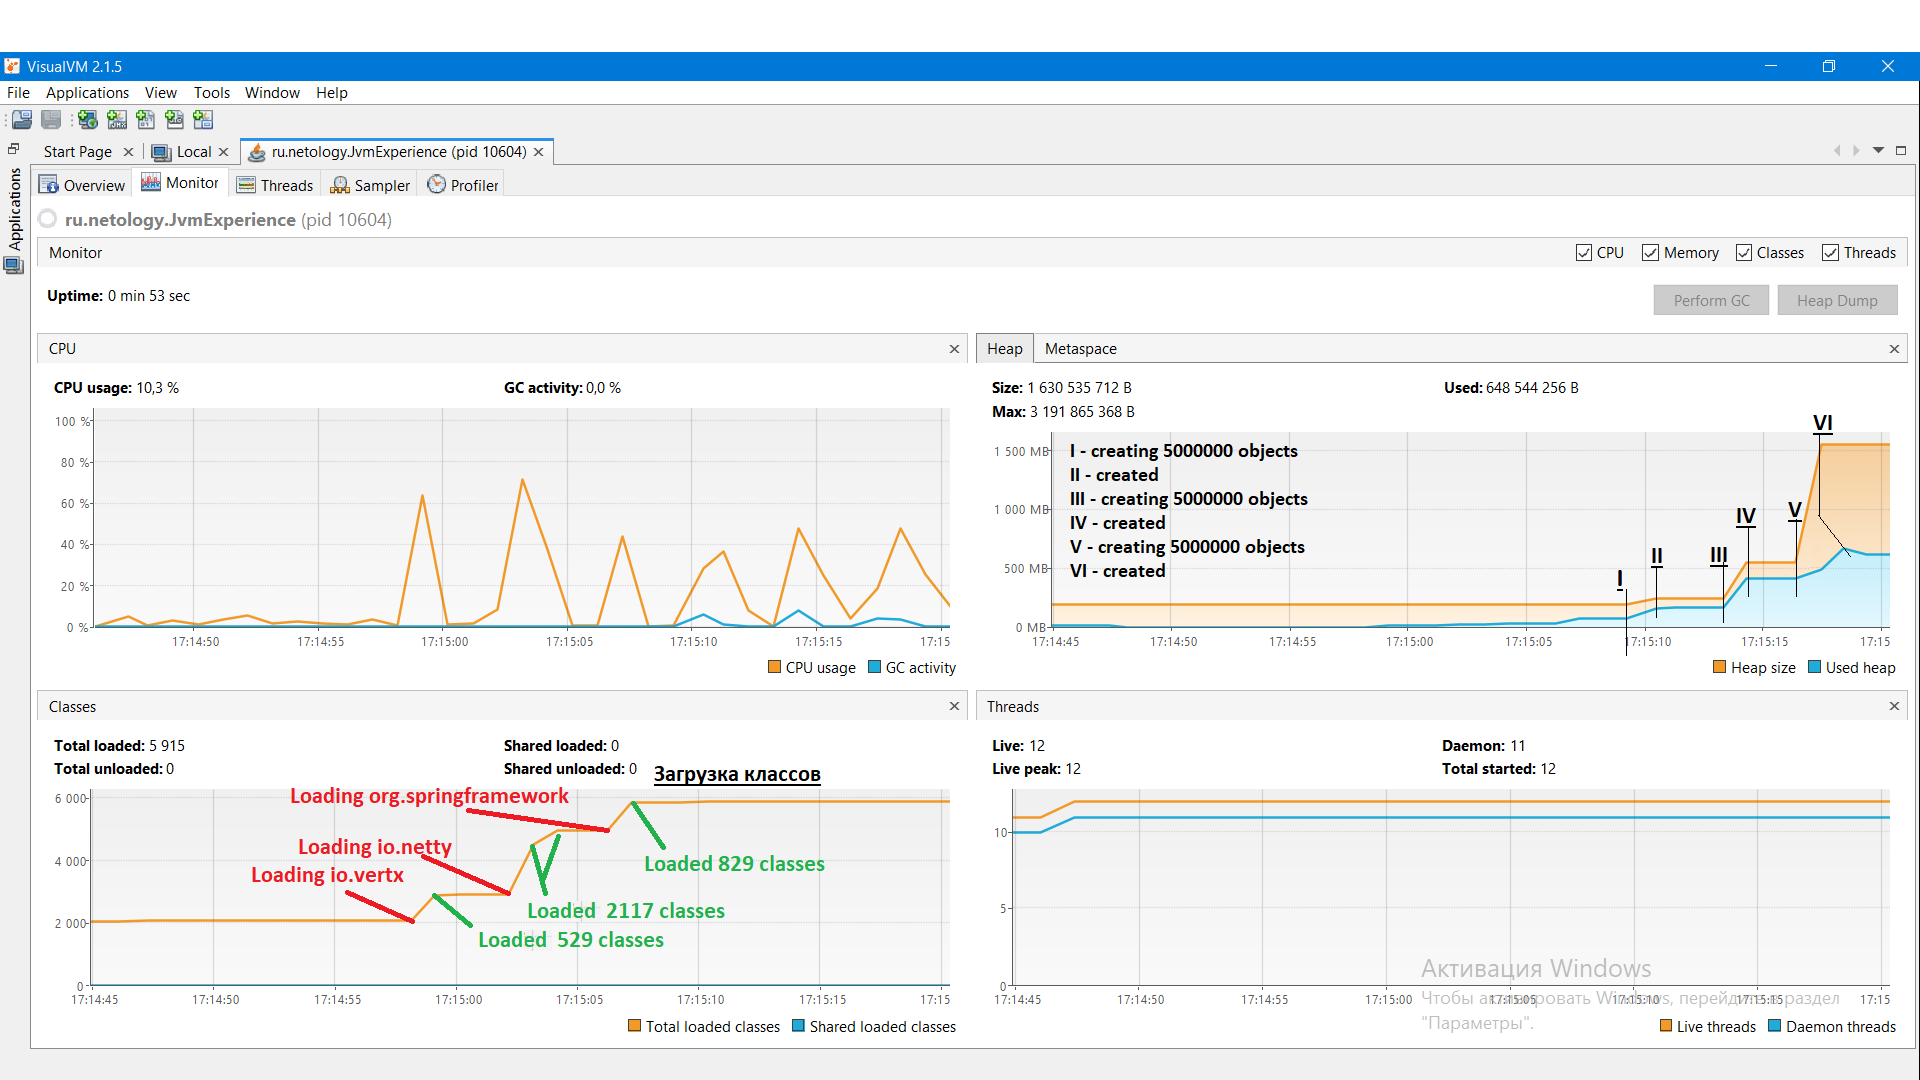 VisualVM 2.1.5
File Applications View Tools Window Help
Start Page Local ru.netology.JvmExperience (pid 10604)
Applications
Overview Monitor Threads Sampler Profiler
ru.netology.JvmExperience (pid 10604)
Monitor CPU Memory Classes Threads
Uptime: 0 min 53 sec
Perform GC Heap Dump
CPU
CPU usage: 10,3 % GC activity: 0,0 %
100 %
80 %
60 %
40 %
20 %
0 %
17:14:50 17:14:55 17:15:00 17:15:05 17:15:10 17:15:15 17:15
CPU usage GC activity
Heap Metaspace
Size: 1 630 535 712 B Used: 648 544 256 B
Max: 3 191 865 368 B
1 500 MB
1 000 MB
500 MB
0 MB
I - creating 5000000 objects
II - created
III - creating 5000000 objects
IV - created
V - creating 5000000 objects
VI - created
I II III IV V VI
17:14:45 17:14:50 17:14:55 17:15:00 17:15:05 17:15:10 17:15:15 17:15
Heap size Used heap
Classes
Total loaded: 5 915 Shared loaded: 0
Total unloaded: 0 Shared unloaded: 0
Загрузка классов
6 000
4 000
2 000
0
Loading org.springframework
Loading io.netty
Loading io.vertx
Loaded 829 classes
Loaded 2117 classes
Loaded 529 classes
17:14:45 17:14:50 17:14:55 17:15:00 17:15:05 17:15:10 17:15:15 17:15
Total loaded classes Shared loaded classes
Threads
Live: 12 Daemon: 11
Live peak: 12 Total started: 12
10
5
0
17:14:45 17:14:50 17:14:55 17:15:00 17:15:05 17:15:10 17:15:15 17:15
Live threads Daemon threads
Активация Windows
Чтобы активировать Windows, перейдите в раздел
"Параметры".